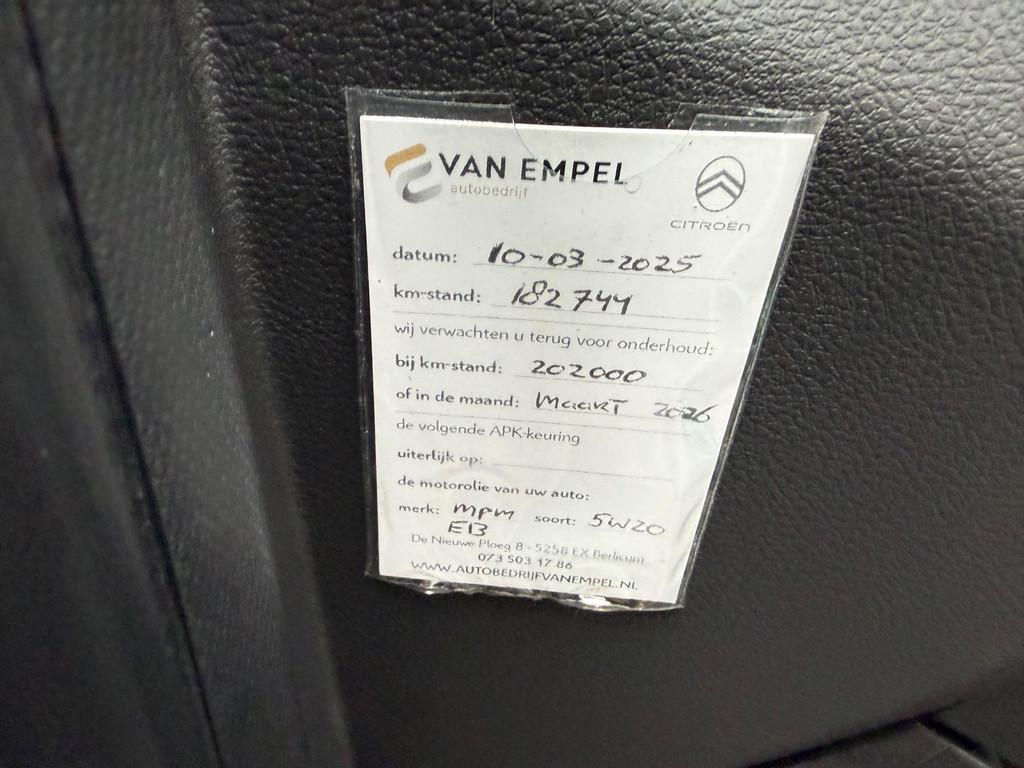 VAN EMPEL
autobedrijf
CITROËN
datum: 10-03-2025
km-stand: 182744
wij verwachten u terug voor onderhoud:
bij km-stand: 202000
of in de maand: MAART 2026
de volgende APK-keuring
uiterlijk op:
de motorolie van uw auto:
merk: MPM soort: 5W20
EB
De Nieuwe Ploeg 8 - 5258 EX Berlicum
073 503 17 86
WWW.AUTOBEDRIJFVANEMPEL.NL